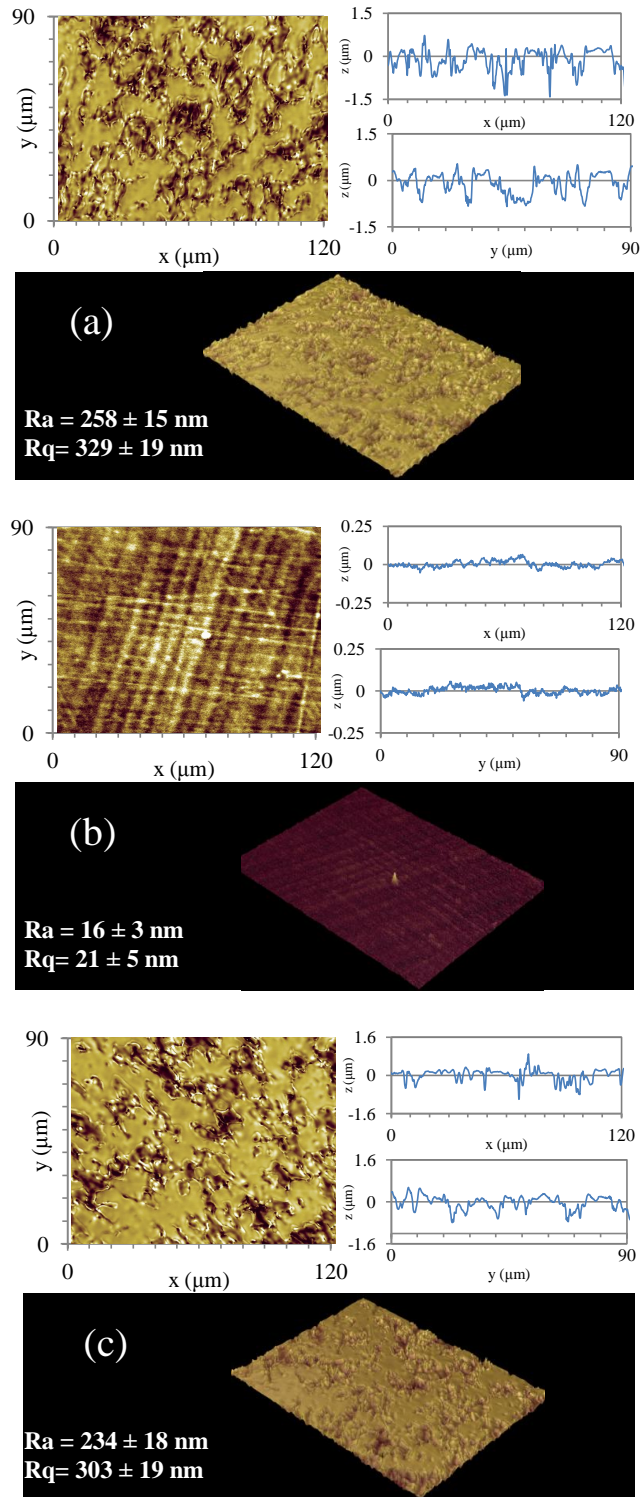 90
y (µm)
0
0
120
x (µm)
1.5
0
-1.5
z (µm)
x (µm)
120
1.5
0
-1.5
z (µm)
0
90
y (µm)
(a)
Ra = 258 ± 15 nm
Rq= 329 ± 19 nm
90
y (µm)
0
0
120
x (µm)
0.25
0
-0.25
z (µm)
0
120
x (µm)
0.25
0
-0.25
z (µm)
0
90
y (µm)
(b)
Ra = 16 ± 3 nm
Rq= 21 ± 5 nm
90
y (µm)
0
0
120
x (µm)
1.6
0
-1.6
z (µm)
0
120
x (µm)
1.6
0
-1.6
z (µm)
0
90
y (µm)
(c)
Ra = 234 ± 18 nm
Rq= 303 ± 19 nm